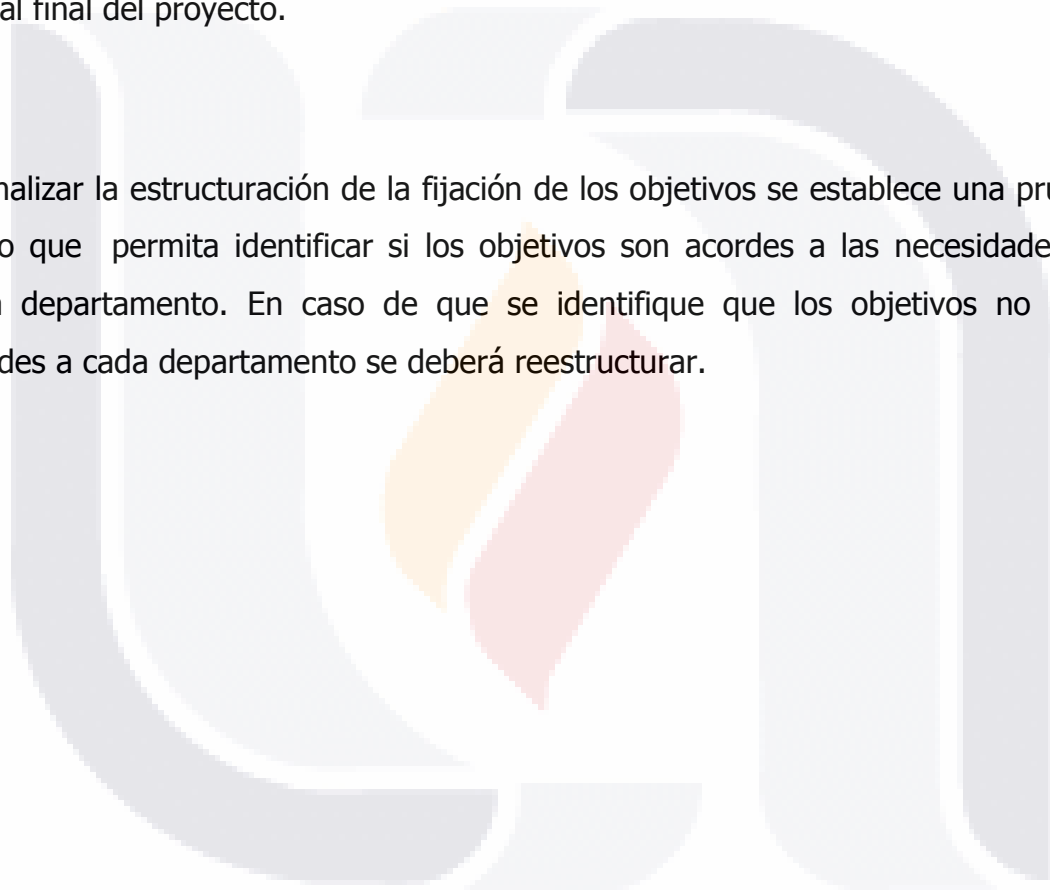 al final del proyecto.
nalizar la estructuración de la fijación de los objetivos se establece una pru
o que permita identificar si los objetivos son acordes a las necesidade
departamento. En caso de que se identifique que los objetivos no
des a cada departamento se deberá reestructurar.